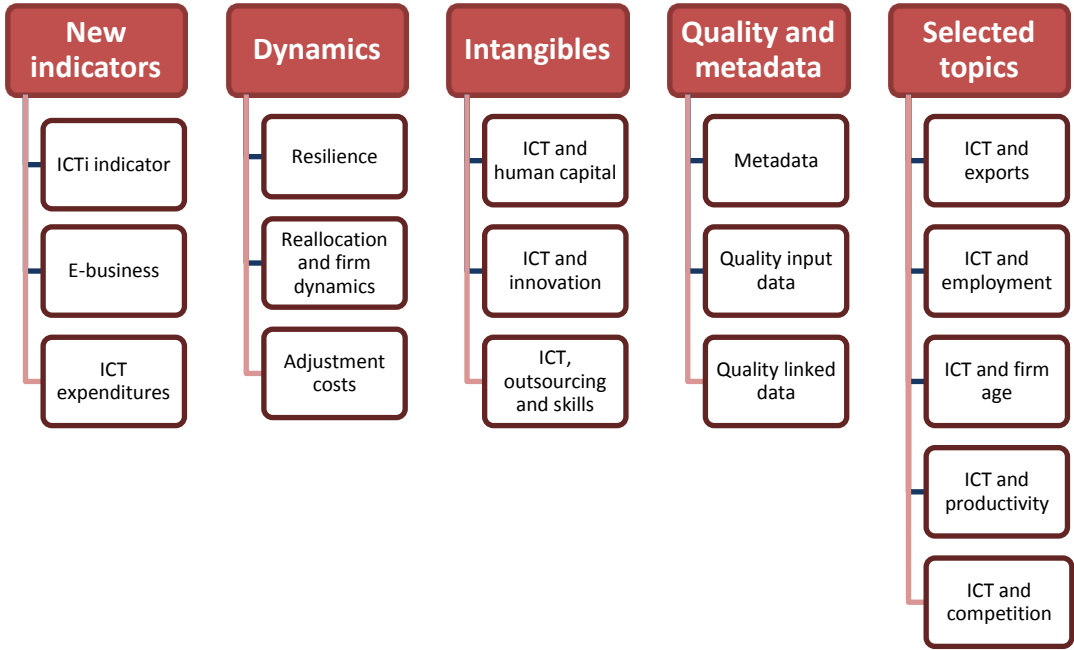 New
indicators
ICTi indicator
E-business
ICT
expenditures
Dynamics
Resilience
Reallocation
and firm
dynamics
Adjustment
costs
Intangibles
ICT and
human capital
ICT and
innovation
ICT,
outsourcing
and skills
Quality and
metadata
Metadata
Quality input
data
Quality linked
data
Selected
topics
ICT and
exports
ICT and
employment
ICT and firm
age
ICT and
productivity
ICT and
competition